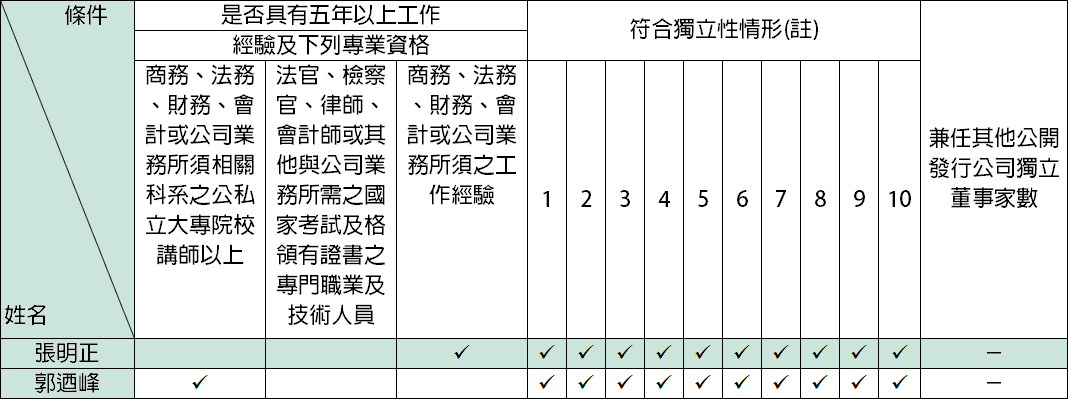 條件
姓名
是否具有五年以上工作
經驗及下列專業資格
商務、法務
、財務、會
計或公司業
務所須相關
科系之公私
立大專院校
講師以上
法官、檢察
官、律師、
會計師或其
他與公司業
務所需之國
家考試及格
領有證書之
專門職業及
技術人員
商務、法務
、財務、會
計或公司業
務所須之工
作經驗
符合獨立性情形(註)
1 2 3 4 5 6 7 8 9 10
兼任其他公開
發行公司獨立
董事家數
張明正 ✓ ✓ ✓ ✓ ✓ ✓ ✓ ✓ ✓ ✓ ✓ –
郭迺峰 ✓ ✓ ✓ ✓ ✓ ✓ ✓ ✓ ✓ ✓ ✓ –